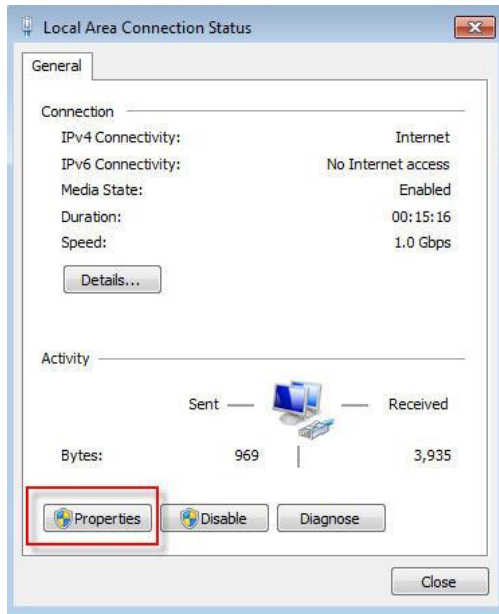 Local Area Connection Status
General
Connection
IPv4 Connectivity: Internet
IPv6 Connectivity: No Internet access
Media State: Enabled
Duration: 00:15:16
Speed: 1.0 Gbps
Details...
Activity
Sent Received
Bytes: 969 3,935
Properties Disable Diagnose
Close